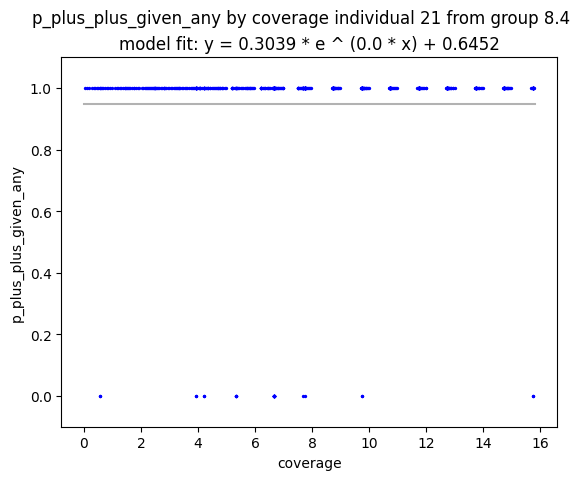 p_plus_plus_given_any by coverage individual 21 from group 8.4
model fit: y = 0.3039 * e ^ (0.0 * x) + 0.6452
1.0
0.8
0.6
0.4
0.2
0.0
p_plus_plus_given_any
0 2 4 6 8 10 12 14 16
coverage